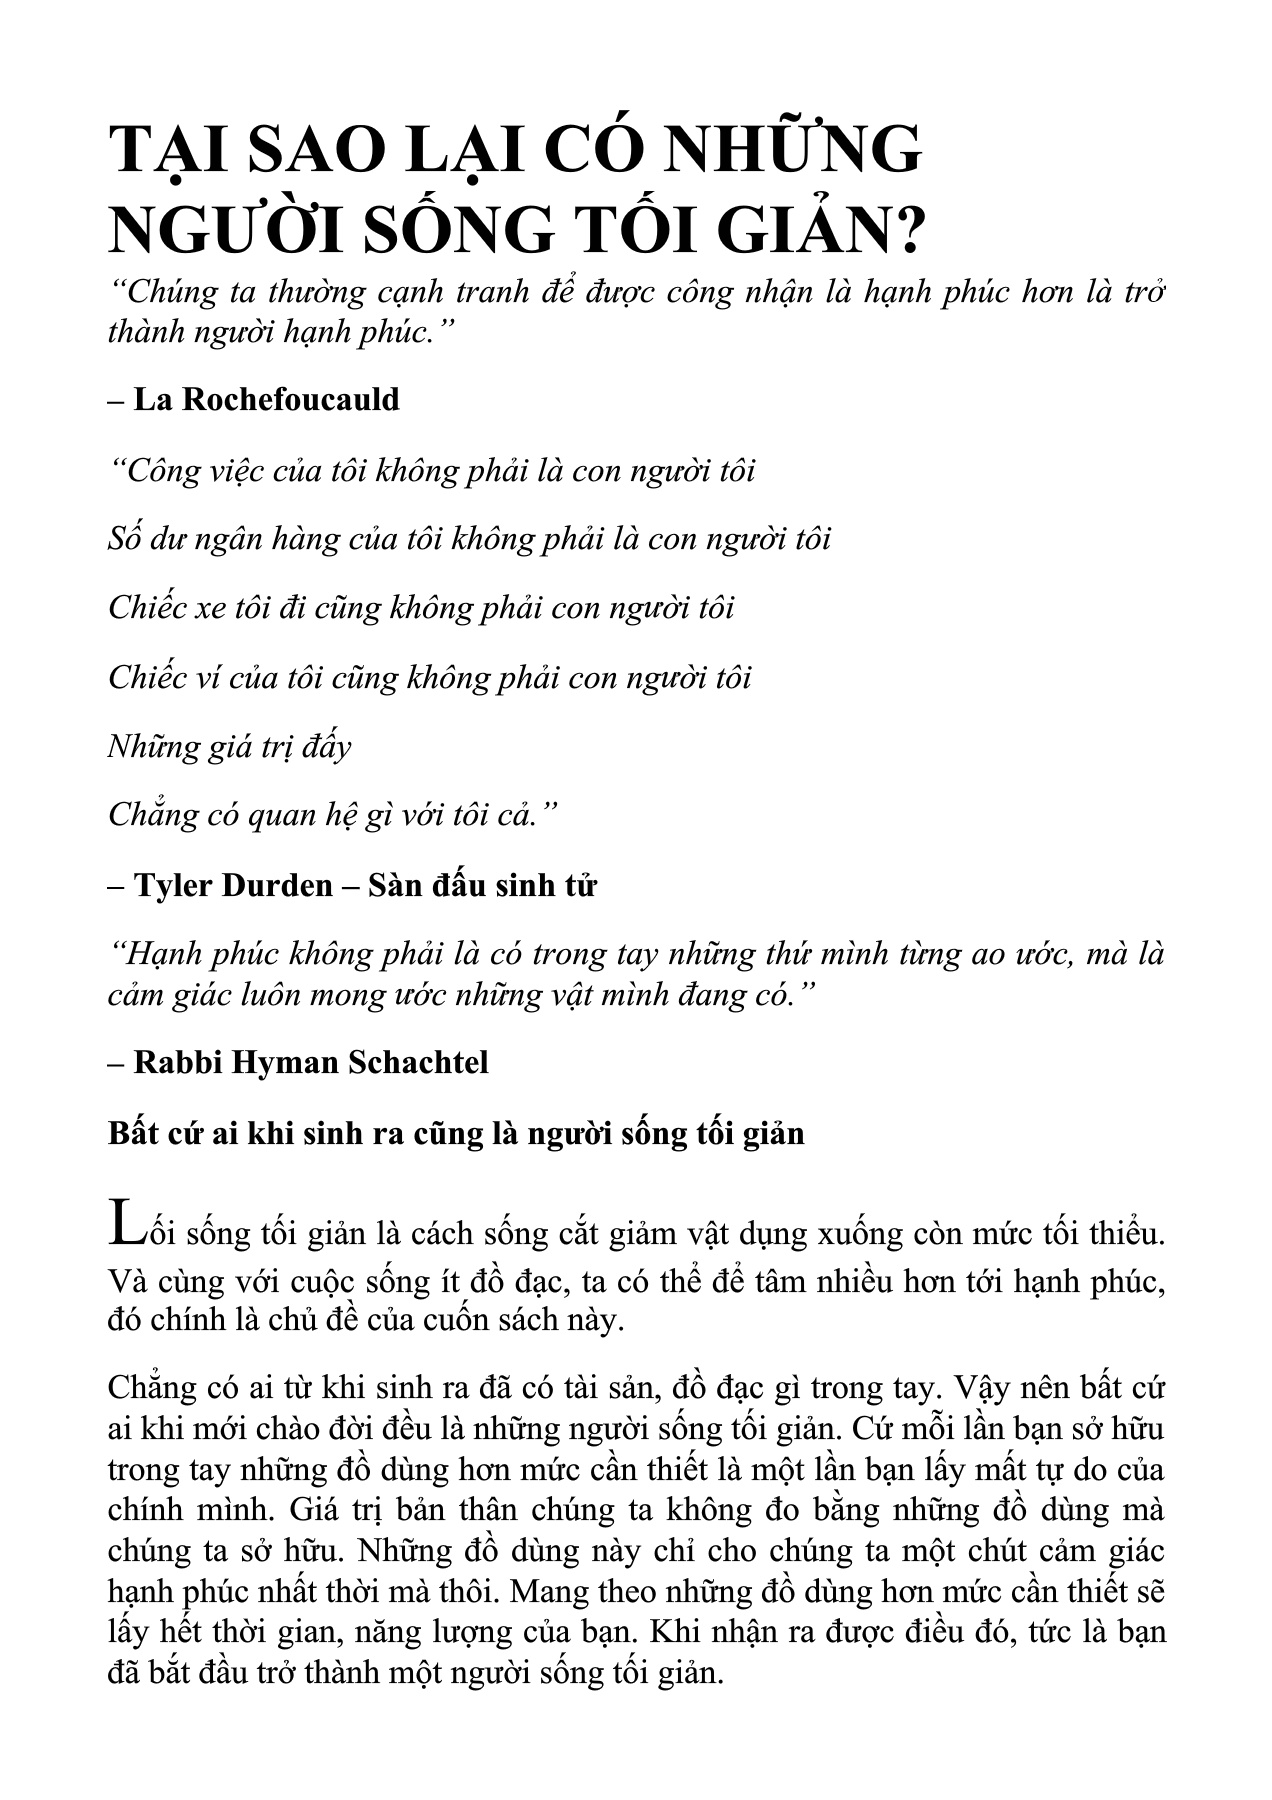 TẠI SAO LẠI CÓ NHỮNG
NGƯỜI SỐNG TỐI GIẢN?
“Chúng ta thường cạnh tranh để được công nhận là hạnh phúc hơn là trở
thành người hạnh phúc.”
– La Rochefoucauld
“Công việc của tôi không phải là con người tôi
Số dư ngân hàng của tôi không phải là con người tôi
Chiếc xe tôi đi cũng không phải con người tôi
Chiếc ví của tôi cũng không phải con người tôi
Những giá trị đấy
Chẳng có quan hệ gì với tôi cả.”
– Tyler Durden – Sàn đấu sinh tử
“Hạnh phúc không phải là có trong tay những thứ mình từng ao ước, mà là
cảm giác luôn mong ước những vật mình đang có.”
– Rabbi Hyman Schachtel
Bất cứ ai khi sinh ra cũng là người sống tối giản
Lối sống tối giản là cách sống cắt giảm vật dụng xuống còn mức tối thiểu.
Và cùng với cuộc sống ít đồ đạc, ta có thể để tâm nhiều hơn tới hạnh phúc,
đó chính là chủ đề của cuốn sách này.
Chẳng có ai từ khi sinh ra đã có tài sản, đồ đạc gì trong tay. Vậy nên bất cứ
ai khi mới chào đời đều là những người sống tối giản. Cứ mỗi lần bạn sở hữu
trong tay những đồ dùng hơn mức cần thiết là một lần bạn lấy mất tự do của
chính mình. Giá trị bản thân chúng ta không đo bằng những đồ dùng mà
chúng ta sở hữu. Những đồ dùng này chỉ cho chúng ta một chút cảm giác
hạnh phúc nhất thời mà thôi. Mang theo những đồ dùng hơn mức cần thiết sẽ
lấy hết thời gian, năng lượng của bạn. Khi nhận ra được điều đó, tức là bạn
đã bắt đầu trở thành một người sống tối giản.